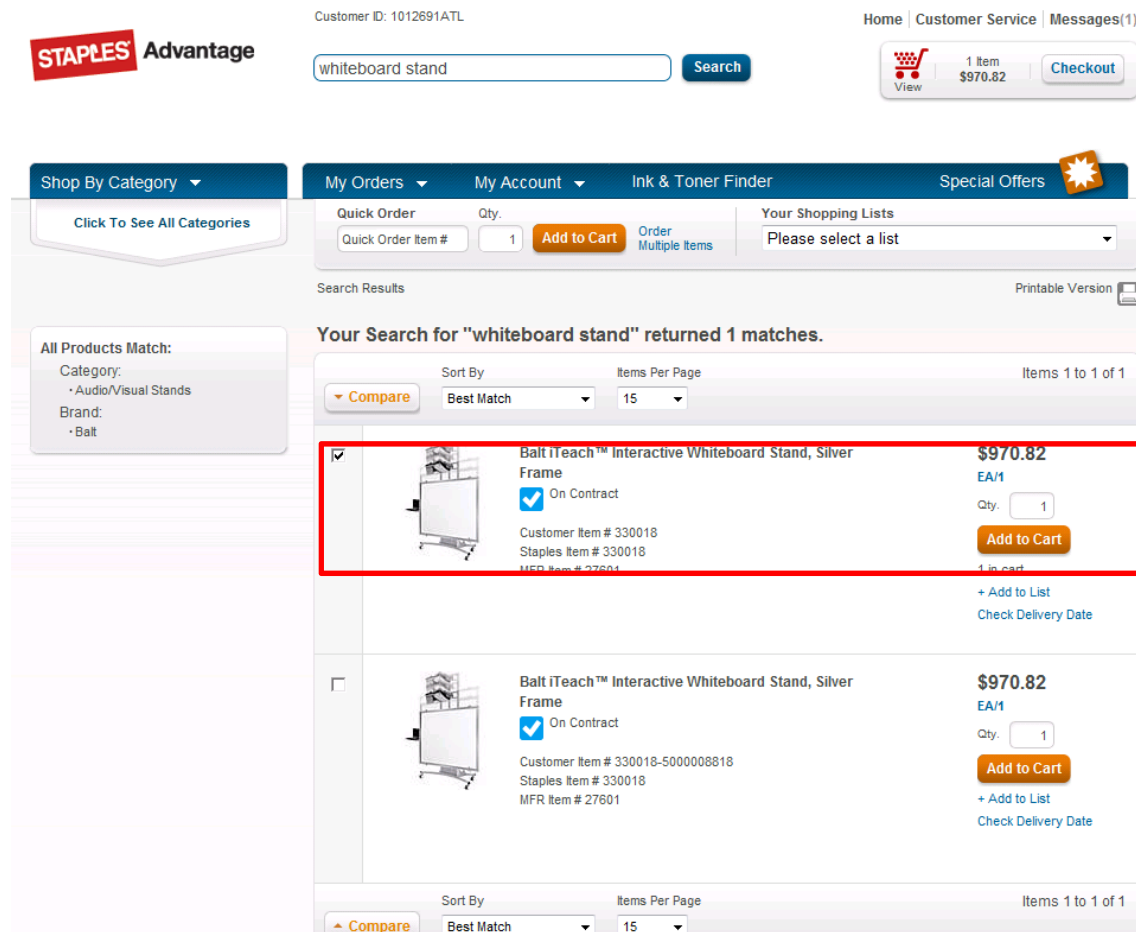 Customer ID: 1012691ATL
Home Customer Service Messages(1)
STAPLES Advantage
whiteboard stand
Search
View
1 Item
$970.82
Checkout
Shop By Category
My Orders
My Account
Ink & Toner Finder
Special Offers
Click To See All Categories
Quick Order
Qty.
Your Shopping Lists
Quick Order Item #
1
Add to Cart
Order
Multiple Items
Please select a list
Search Results
Printable Version
Your Search for "whiteboard stand" returned 1 matches.
All Products Match:
Category:
· Audio/Visual Stands
Brand:
· Balt
Sort By
Items Per Page
Items 1 to 1 of 1
Compare
Best Match
15
Balt iTeach™ Interactive Whiteboard Stand, Silver
Frame
On Contract
Customer Item # 330018
Staples Item # 330018
MFR Item # 27601
$970.82
EA/1
Qty. 1
Add to Cart
1 in cart
+ Add to List
Check Delivery Date
Balt iTeach™ Interactive Whiteboard Stand, Silver
Frame
On Contract
Customer Item # 330018-5000008818
Staples Item # 330018
MFR Item # 27601
$970.82
EA/1
Qty. 1
Add to Cart
+ Add to List
Check Delivery Date
Sort By
Items Per Page
Items 1 to 1 of 1
Compare
Best Match
15